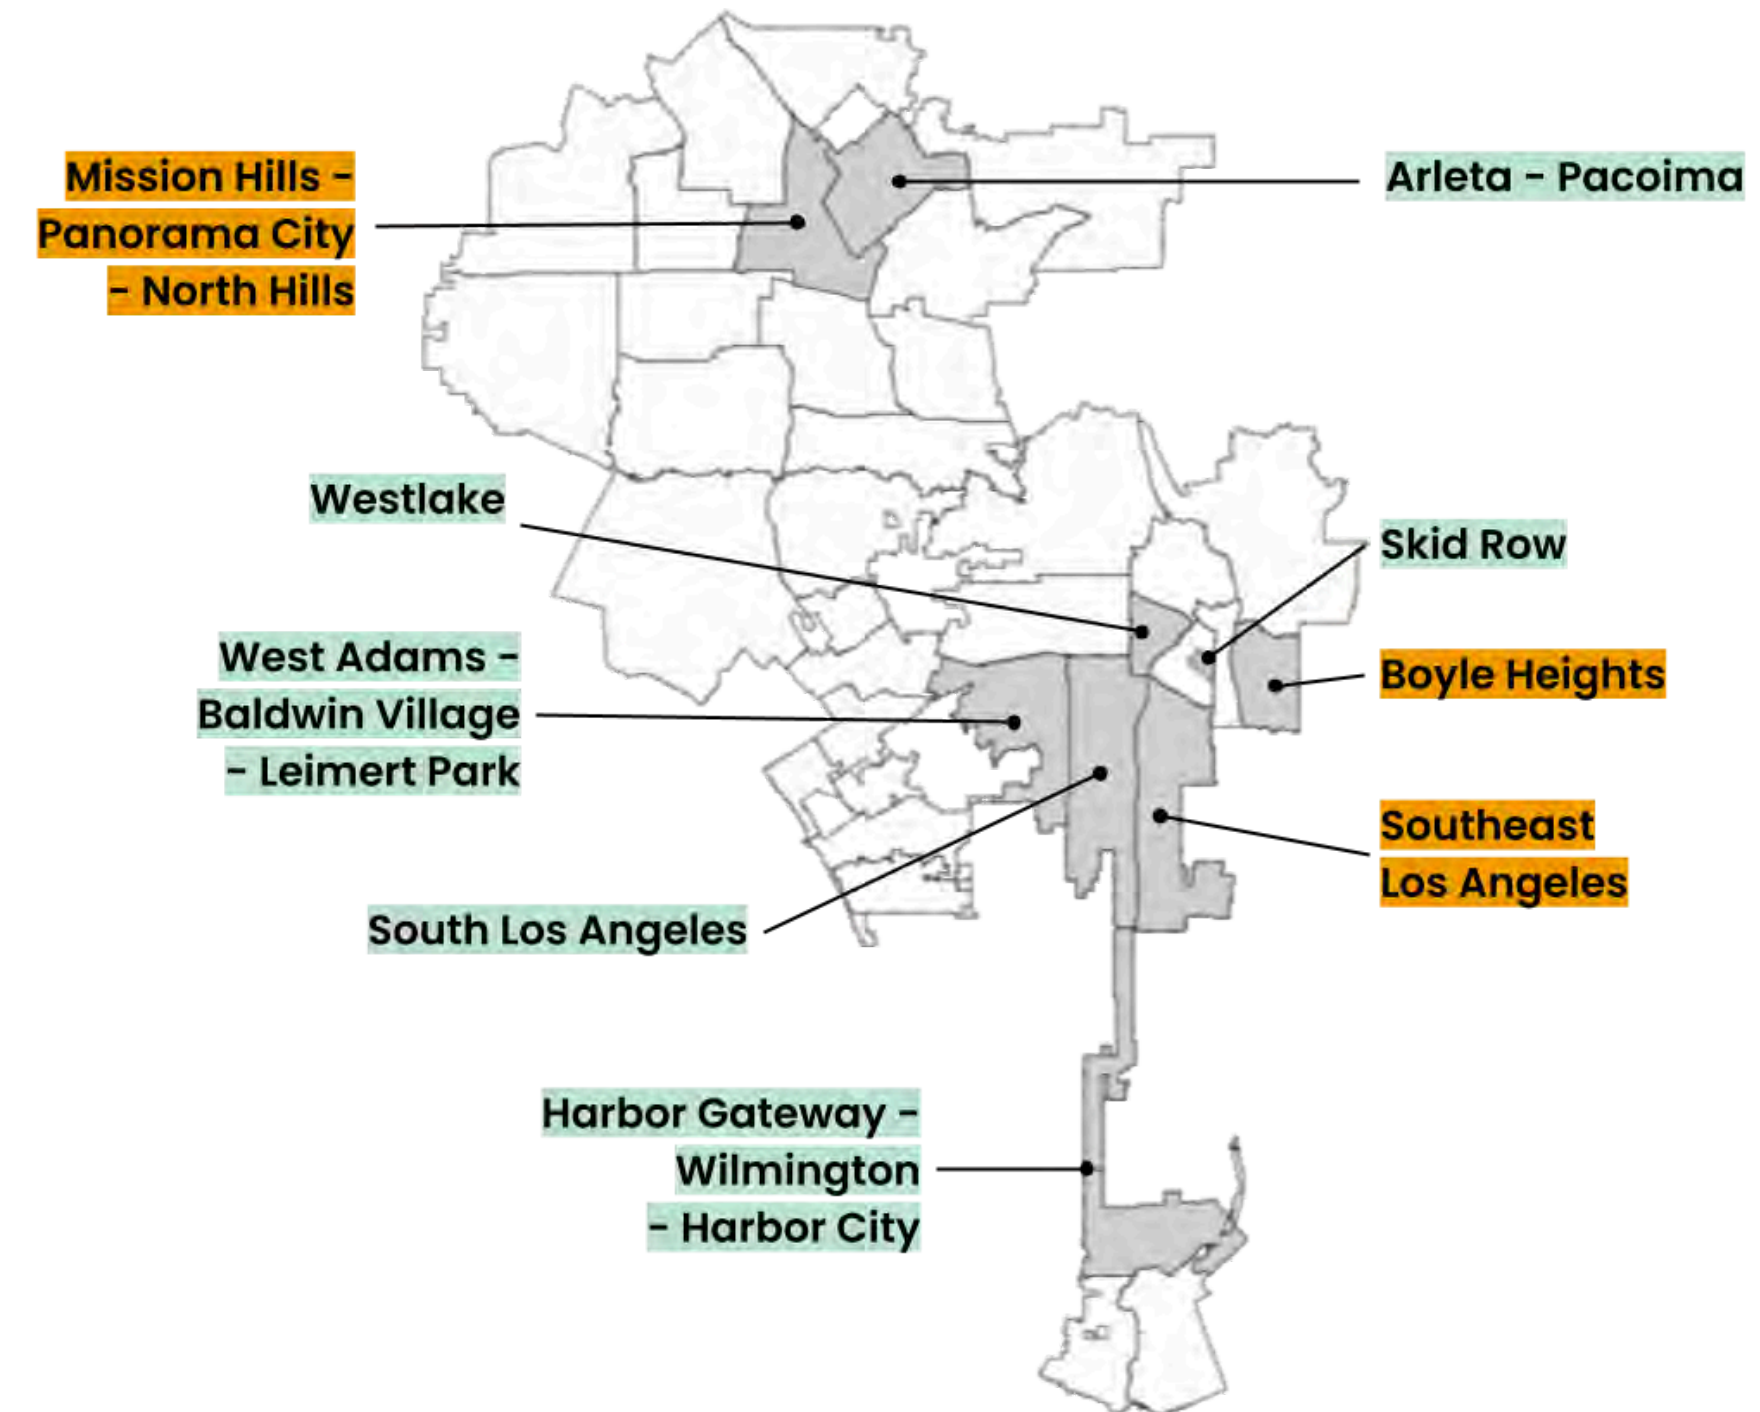 Mission Hills -
Panorama City
- North Hills
Arleta - Pacoima
Westlake
Skid Row
West Adams -
Baldwin Village
- Leimert Park
Boyle Heights
Southeast
Los Angeles
South Los Angeles
Harbor Gateway -
Wilmington
- Harbor City